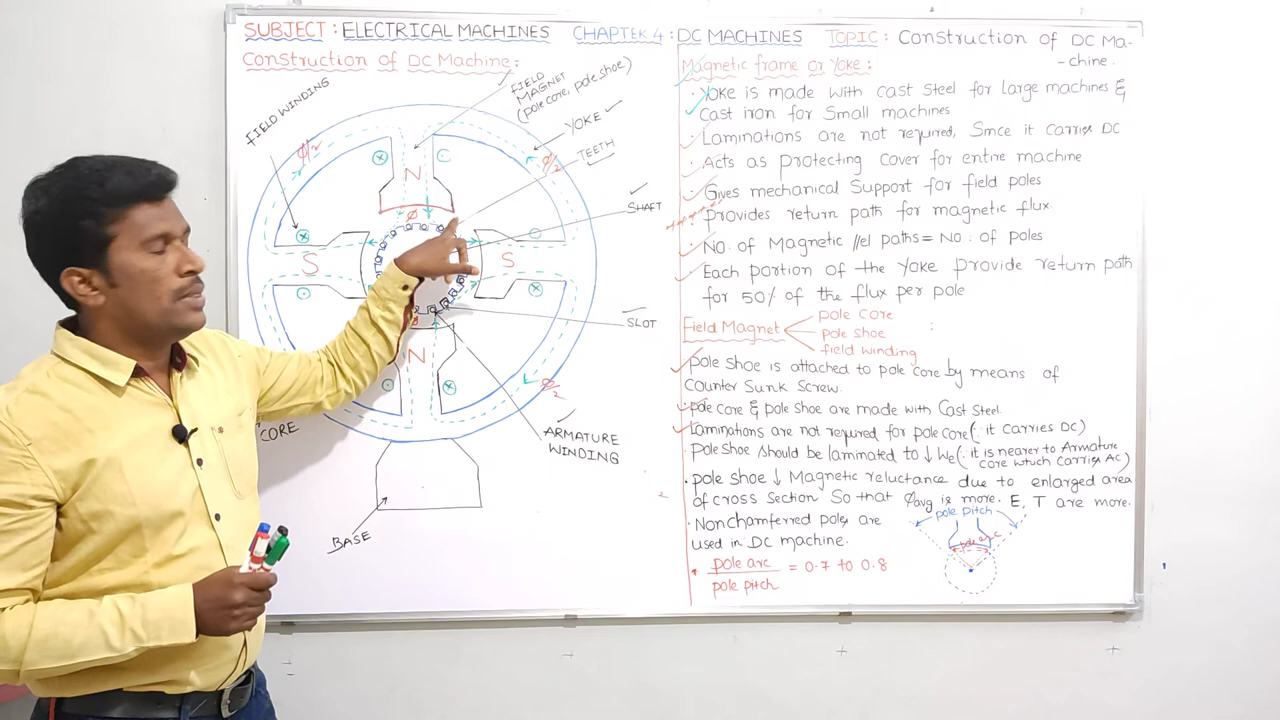 SUBJECT : ELECTRICAL MACHINES CHAPTER 4 : DC MACHINES TOPIC : Construction of DC Ma-
-chine.
Construction of DC Machine :
FIELD WINDING
FIELD
MAGNET
(pole core, pole shoe)
YOKE
TEETH
SHAFT
SLOT
ARMATURE
WINDING
CORE
BASE
N
S
S
N
φ/2
φ/2
φ/2
φ
Magnetic frame or Yoke :
· Yoke is made with cast steel for large machines &
Cast iron for Small machines
· Laminations are not required, Since it carries DC
· Acts as protecting cover for entire machine
· Gives mechanical Support for field poles
· Provides return path for magnetic flux.
· No. of Magnetic //el paths = No. of poles
· Each portion of the Yoke Provide return path
for 50% of the flux per pole
Field Magnet
pole core
pole shoe
field winding
· pole shoe is attached to pole core by means of
Counter Sunk Screw.
· pole Core & pole shoe are made with Cast Steel.
· Laminations are not required for pole core (∵ it carries DC)
· Pole shoe should be laminated to ↓ We (∵ it is nearer to Armature
core which carries AC)
· pole shoe ↓ Magnetic reluctance due to enlarged area
of cross section So that φavg is more. E, T are more.
· Non chamferred poles are
used in DC machine.
* pole arc / pole pitch = 0.7 to 0.8
pole pitch
pole arc